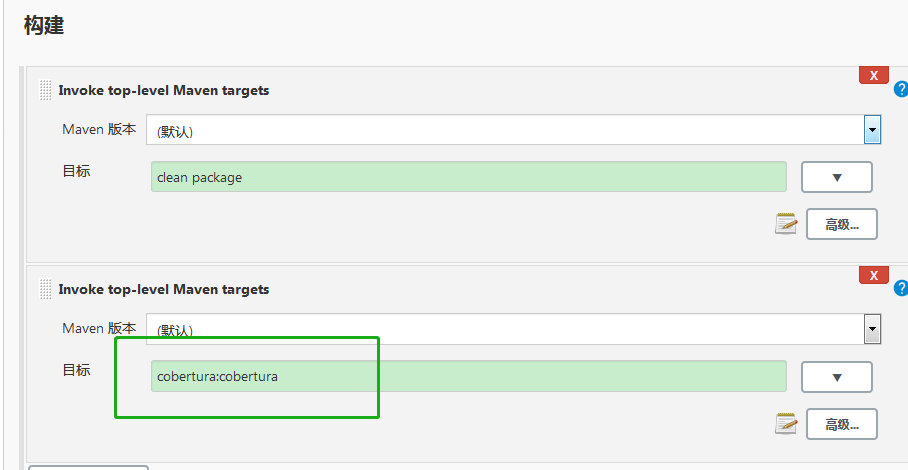 构建
X
Invoke top-level Maven targets
?
Maven 版本
(默认)
目标
clean package
高级...
X
Invoke top-level Maven targets
?
Maven 版本
(默认)
目标
cobertura:cobertura
高级...